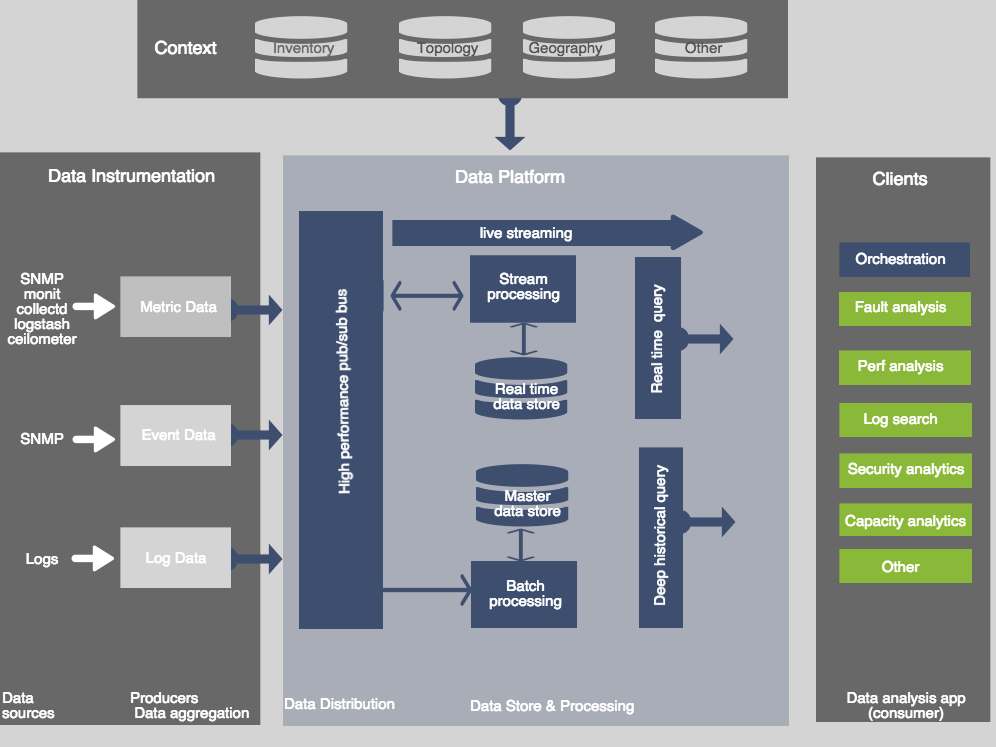 Context
Inventory
Topology
Geography
Other
Data Instrumentation
SNMP
monit
collectd
logstash
ceilometer
Metric Data
SNMP
Event Data
Logs
Log Data
Data
sources
Producers
Data aggregation
Data Platform
High performance pub/sub bus
live streaming
Stream
processing
Real time
data store
Master
data store
Batch
processing
Real time query
Deep historical query
Data Distribution
Data Store & Processing
Clients
Orchestration
Fault analysis
Perf analysis
Log search
Security analytics
Capacity analytics
Other
Data analysis app
(consumer)